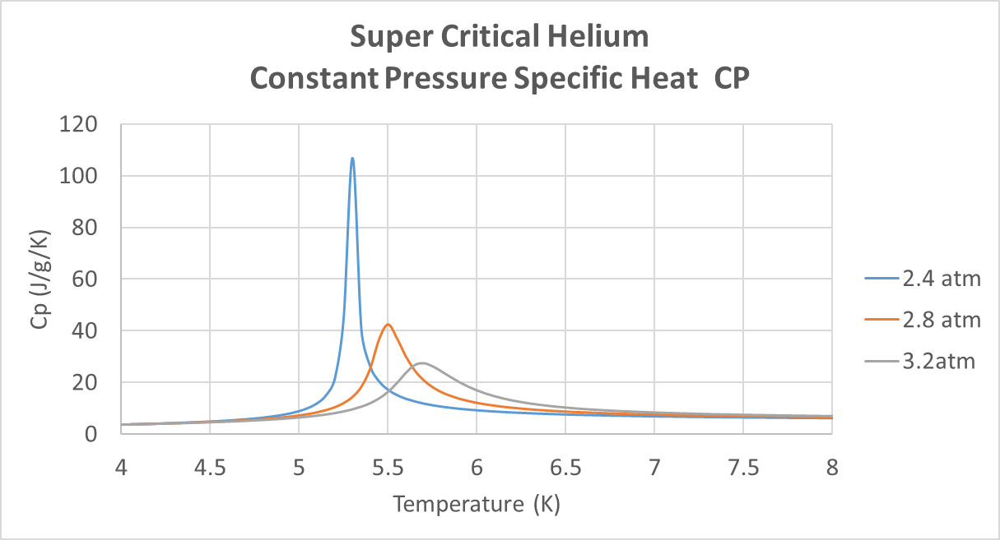 Super Critical Helium
Constant Pressure Specific Heat  CP
120
100
80
60
40
20
0
Cp (J/g/K)
4 4.5 5 5.5 6 6.5 7 7.5 8
Temperature (K)
2.4 atm
2.8 atm
3.2atm